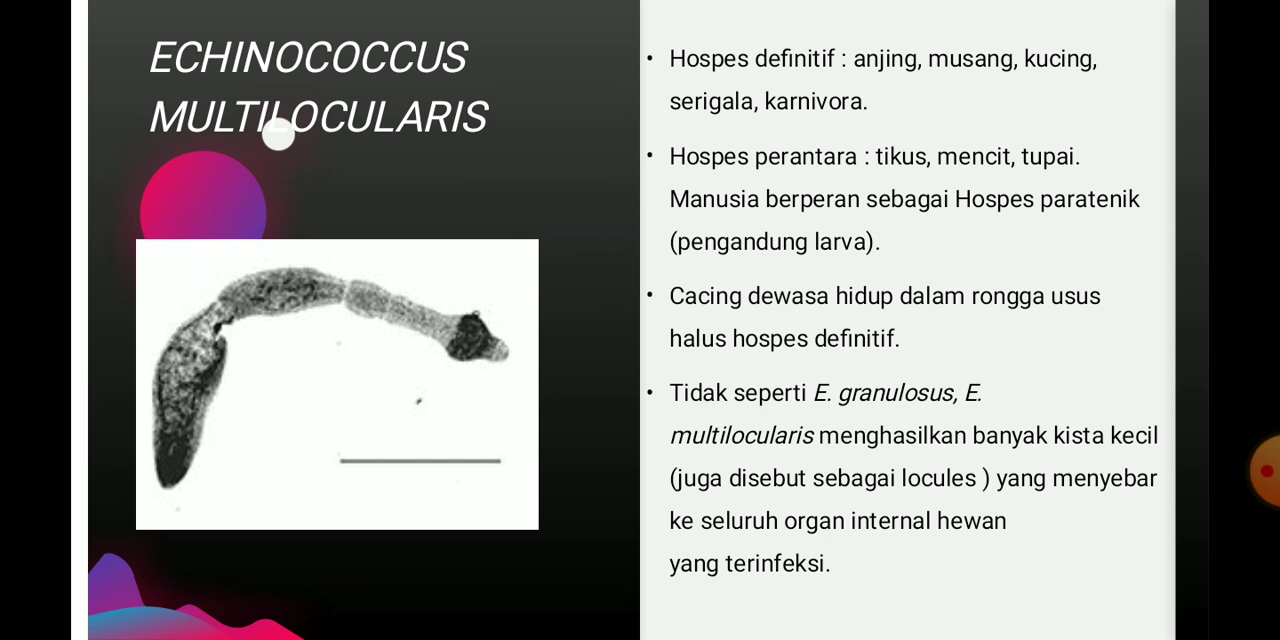 ECHINOCOCCUS
MULTILOCULARIS
• Hospes definitif : anjing, musang, kucing,
serigala, karnivora.
• Hospes perantara : tikus, mencit, tupai.
Manusia berperan sebagai Hospes paratenik
(pengandung larva).
• Cacing dewasa hidup dalam rongga usus
halus hospes definitif.
• Tidak seperti E. granulosus, E.
multilocularis menghasilkan banyak kista kecil
(juga disebut sebagai locules ) yang menyebar
ke seluruh organ internal hewan
yang terinfeksi.